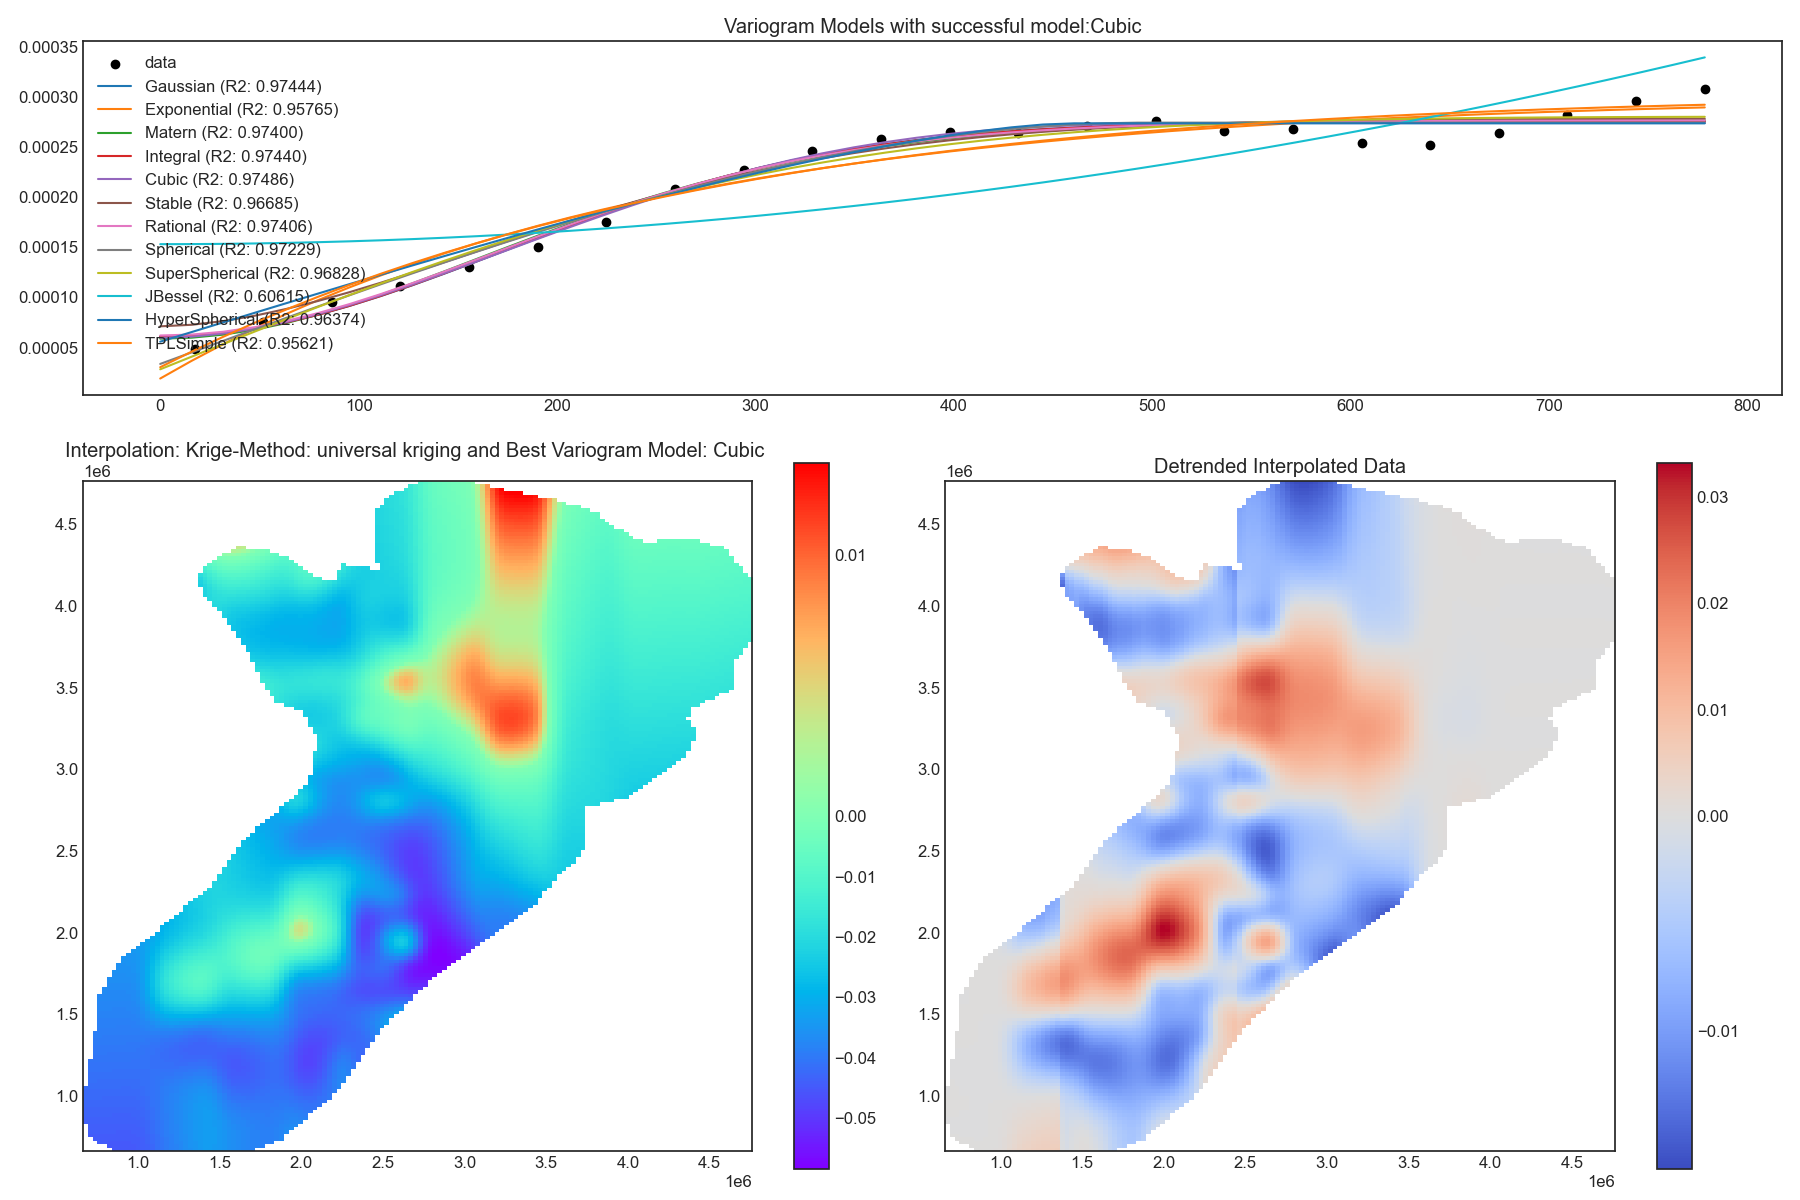 Variogram Models with successful model:Cubic
0.00035
0.00030
0.00025
0.00020
0.00015
0.00010
0.00005
data
Gaussian (R2: 0.97444)
Exponential (R2: 0.95765)
Matern (R2: 0.97400)
Integral (R2: 0.97440)
Cubic (R2: 0.97486)
Stable (R2: 0.96685)
Rational (R2: 0.97406)
Spherical (R2: 0.97229)
SuperSpherical (R2: 0.96828)
JBessel (R2: 0.60615)
HyperSpherical (R2: 0.96374)
TPLSimple (R2: 0.95621)
0 100 200 300 400 500 600 700 800
Interpolation: Krige-Method: universal kriging and Best Variogram Model: Cubic
1e6
4.5
4.0
3.5
3.0
2.5
2.0
1.5
1.0
1.0 1.5 2.0 2.5 3.0 3.5 4.0 4.5
1e6
0.01
0.00
−0.01
−0.02
−0.03
−0.04
−0.05
Detrended Interpolated Data
1e6
4.5
4.0
3.5
3.0
2.5
2.0
1.5
1.0
1.0 1.5 2.0 2.5 3.0 3.5 4.0 4.5
1e6
0.03
0.02
0.01
0.00
−0.01